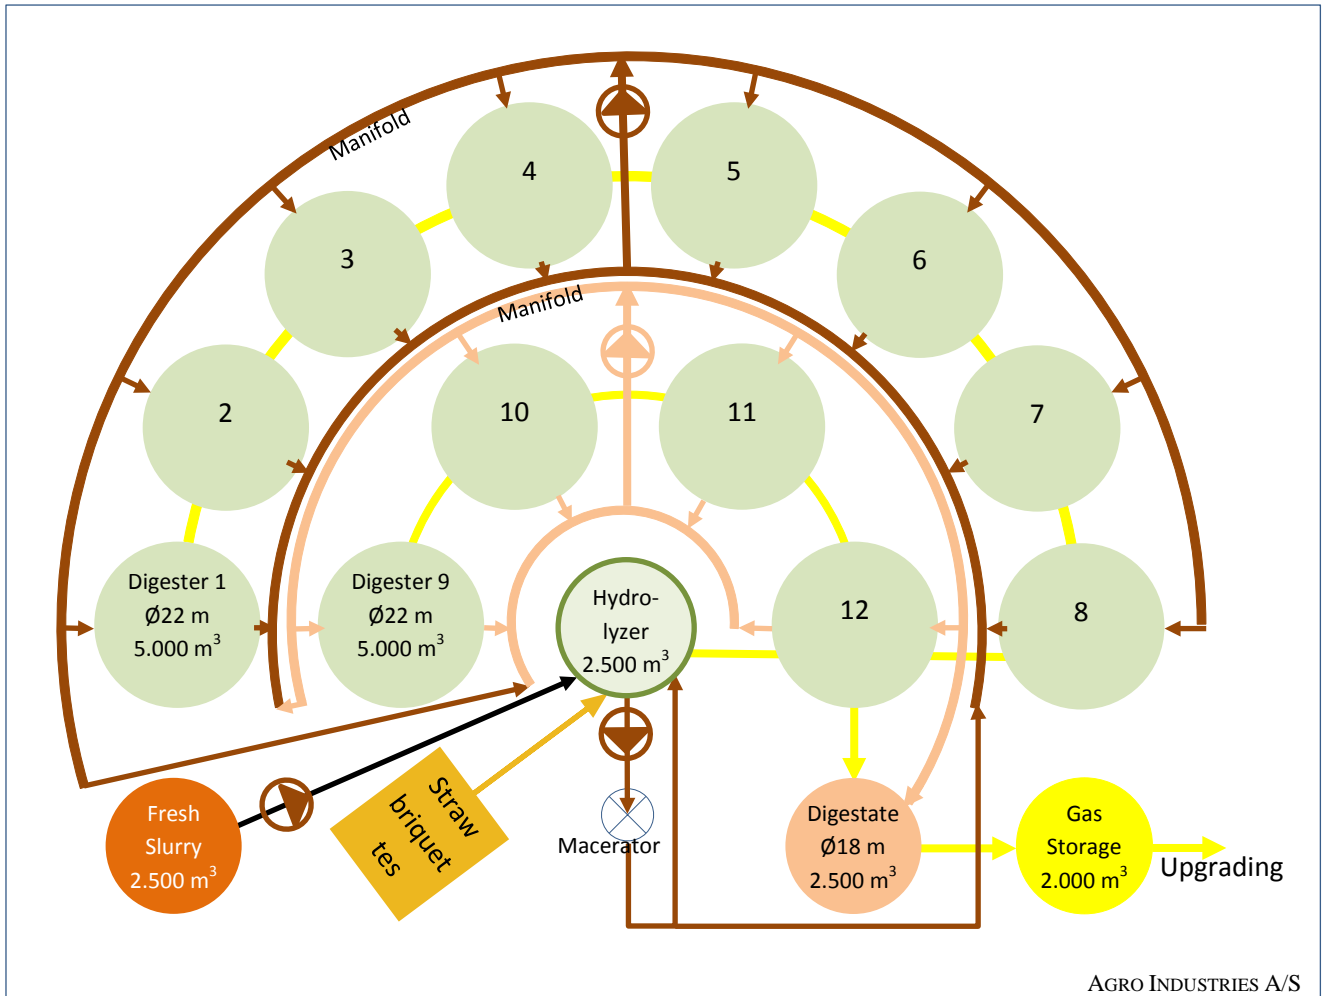 Manifold
4
5
3
6
Manifold
2
10
11
7
Digester 1
Ø22 m
5.000 m³
Digester 9
Ø22 m
5.000 m³
Hydro-
lyzer
2.500 m³
12
8
Fresh
Slurry
2.500 m³
Straw
briquet
tes
Macerator
Digestate
Ø18 m
2.500 m³
Gas
Storage
2.000 m³
Upgrading
AGRO INDUSTRIES A/S